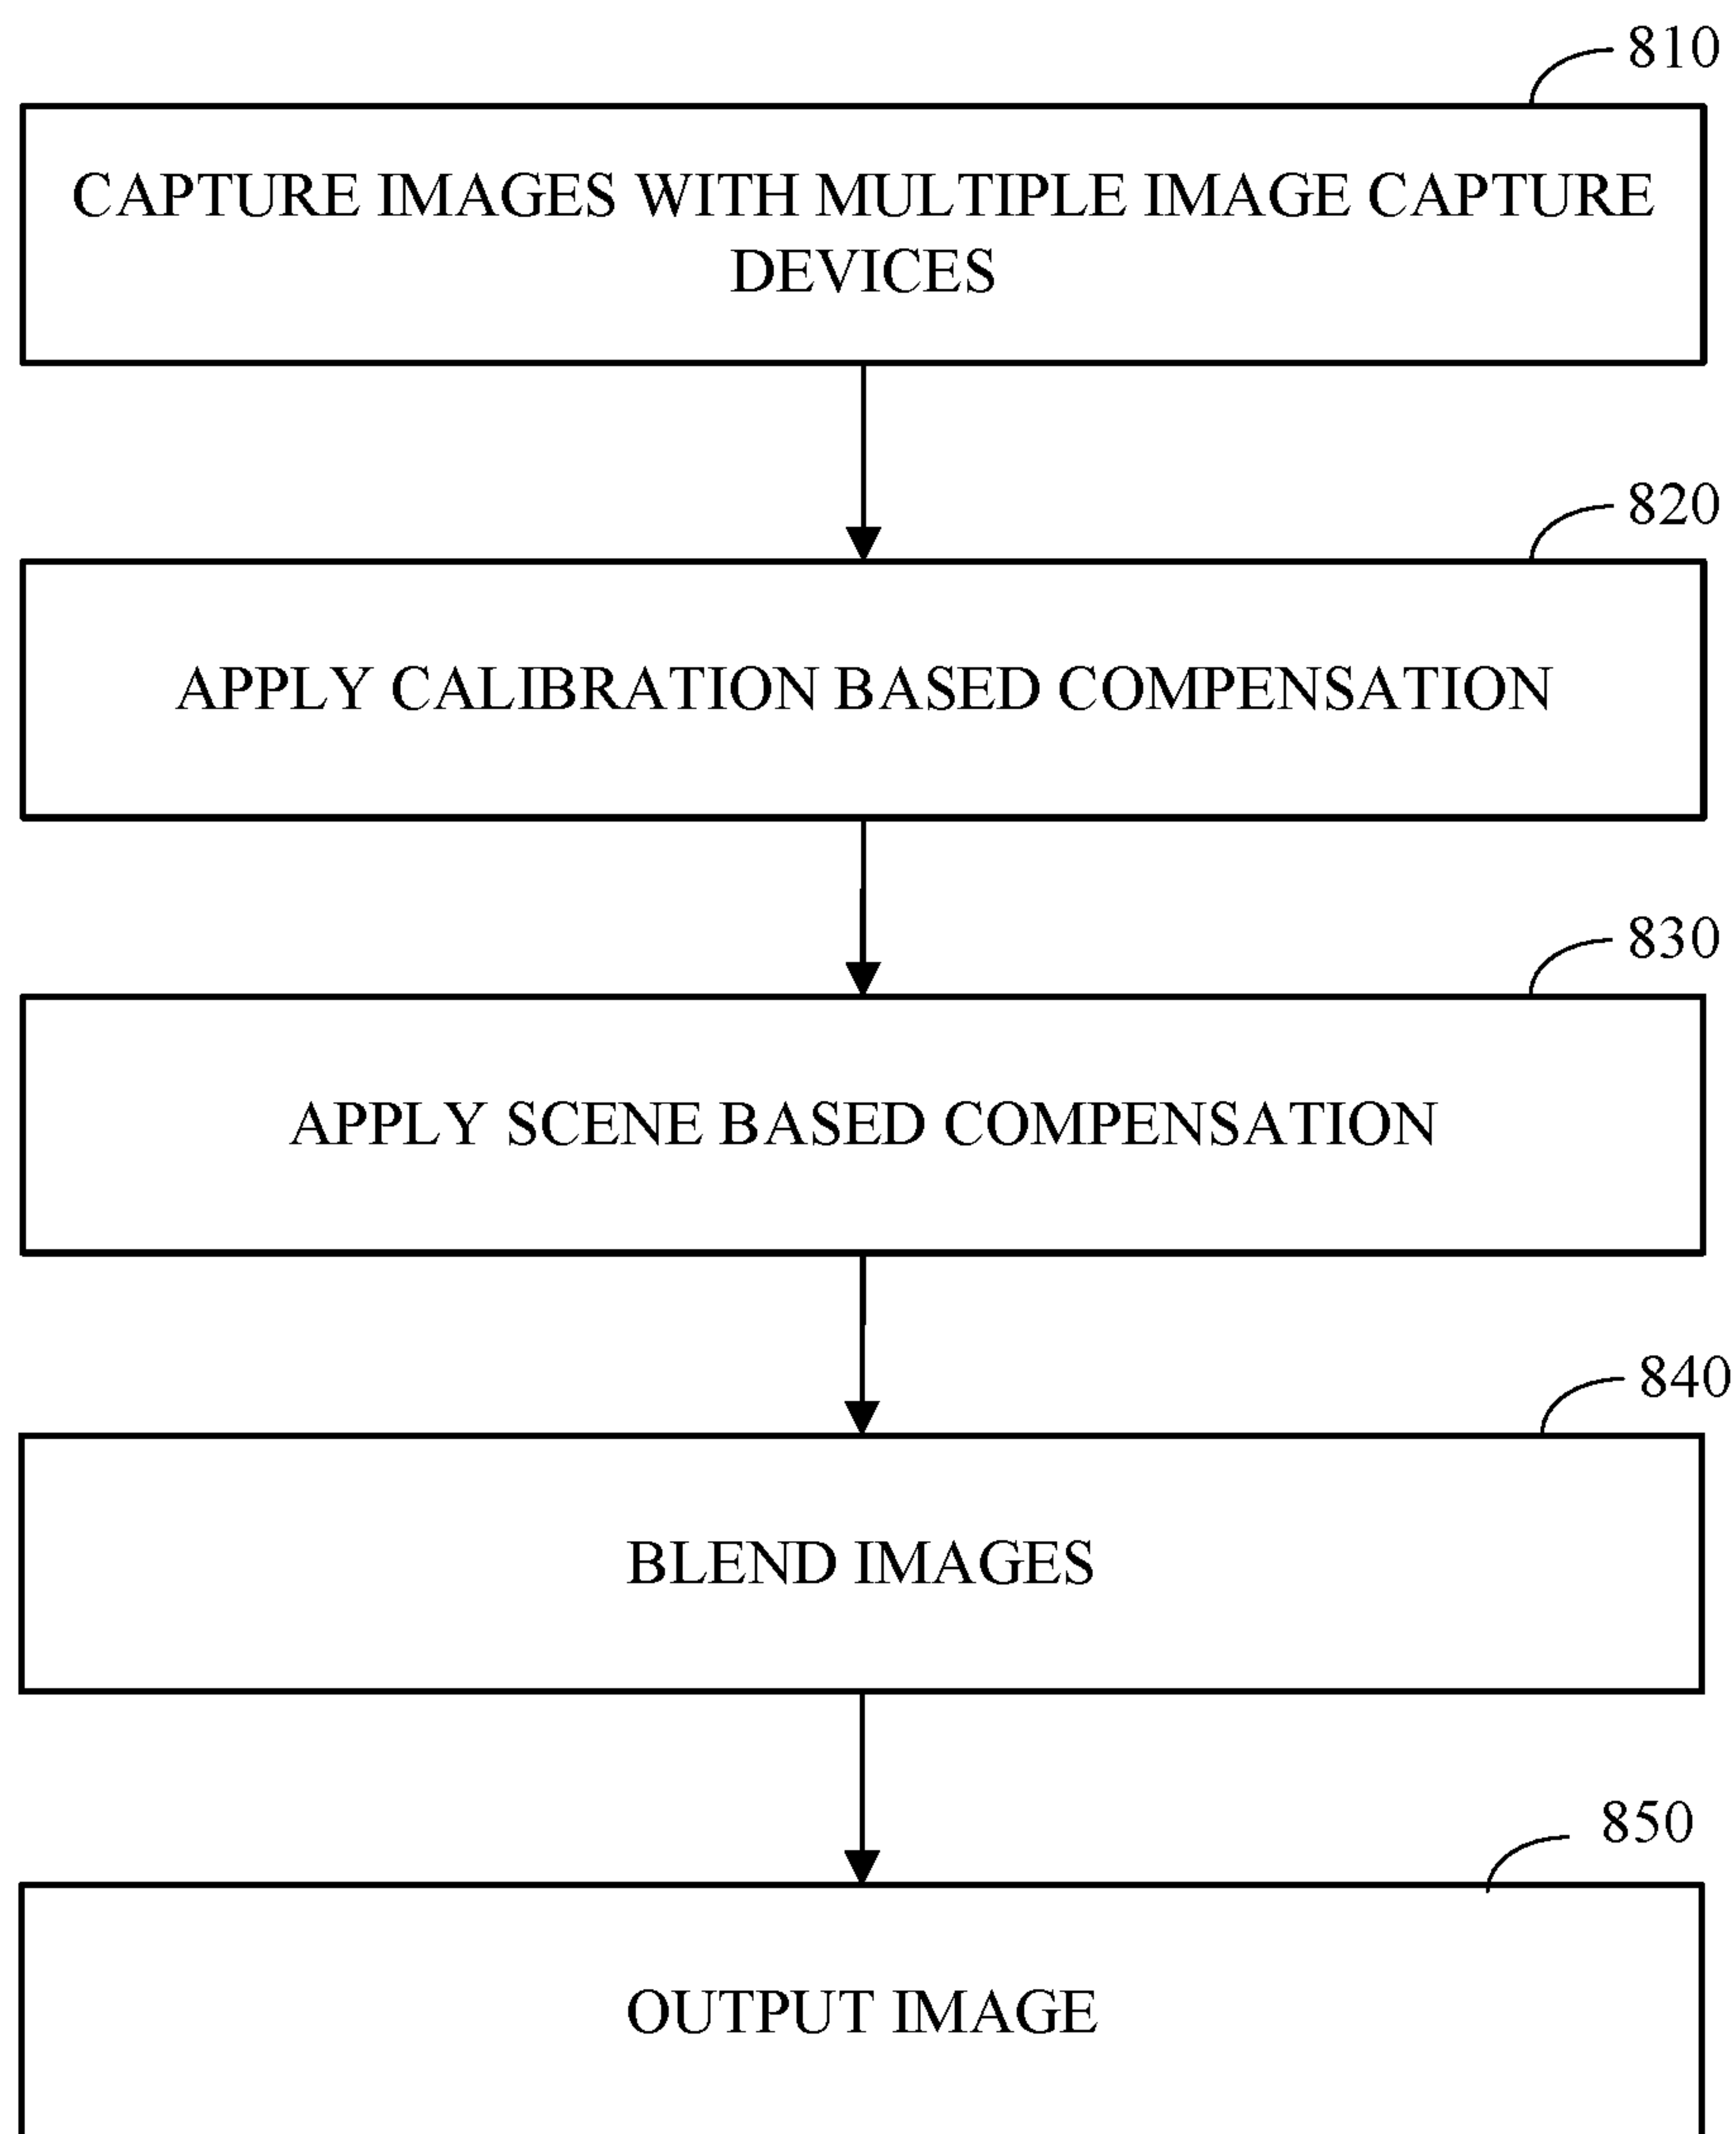 810
CAPTURE IMAGES WITH MULTIPLE IMAGE CAPTURE
DEVICES
820
APPLY CALIBRATION BASED COMPENSATION
830
APPLY SCENE BASED COMPENSATION
840
BLEND IMAGES
850
OUTPUT IMAGE